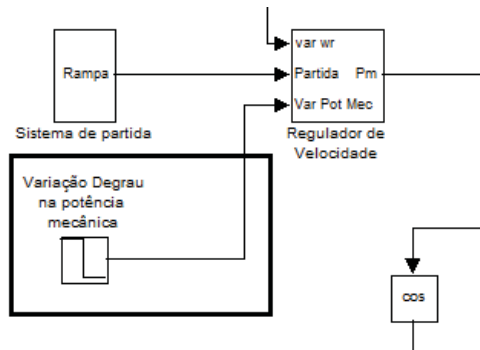 var wr
Rampa
Partida Pm
Var Pot Mec
Sistema de partida
Regulador de
Velocidade
Variação Degrau
na potência
mecânica
cos